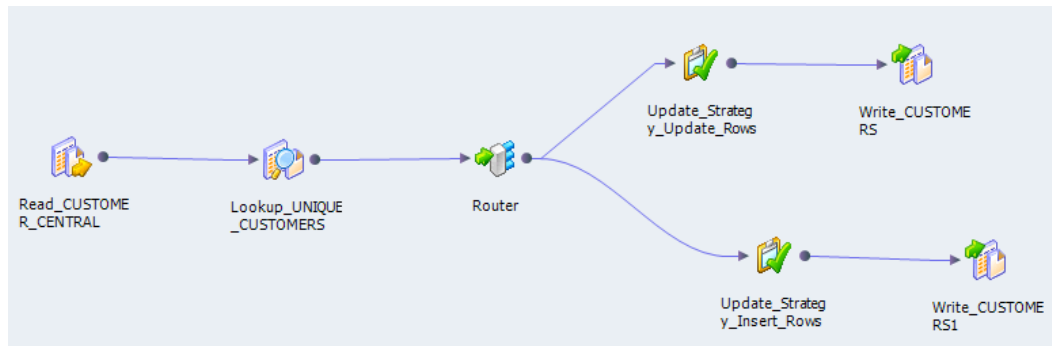 Update_Strateg
y_Update_Rows
Write_CUSTOME
RS
Read_CUSTOME
R_CENTRAL
Lookup_UNIQUE
_CUSTOMERS
Router
Update_Strateg
y_Insert_Rows
Write_CUSTOME
RS1